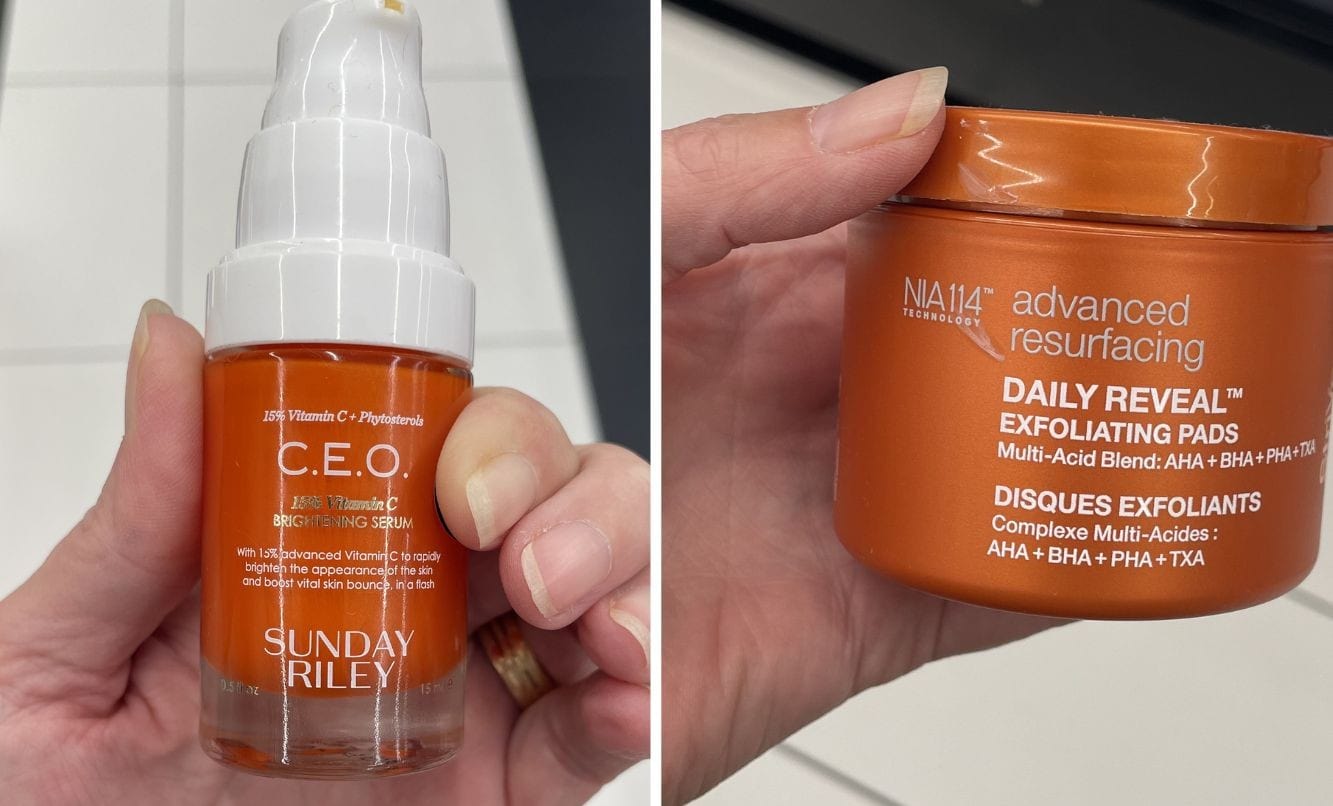 15% Vitamin C + Phytosterols
C.E.O.
15% Vitamin C
BRIGHTENING SERUM
With 15% advanced Vitamin C to rapidly
brighten the appearance of the skin
and boost vital skin bounce, in a flash
SUNDAY
RILEY
0.5 fl oz 15 ml e
NIA114™
TECHNOLOGY
advanced
resurfacing
DAILY REVEAL™
EXFOLIATING PADS
Multi-Acid Blend: AHA + BHA + PHA + TXA
DISQUES EXFOLIANTS
Complexe Multi-Acides :
AHA + BHA + PHA + TXA